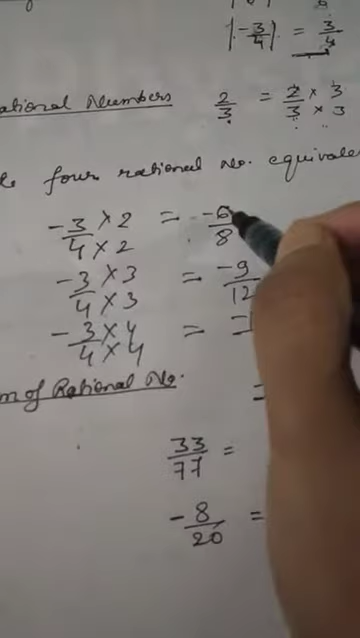 |-3/4| = 3/4
ational Numbers 2/3 = 2×3/3×3
four rational No. equivale
-3×2/4×2 = -6/8
-3×3/4×3 = -9/12
-3×4/4×4 = -
m of Rational No. =
33/77 =
-8/20 =